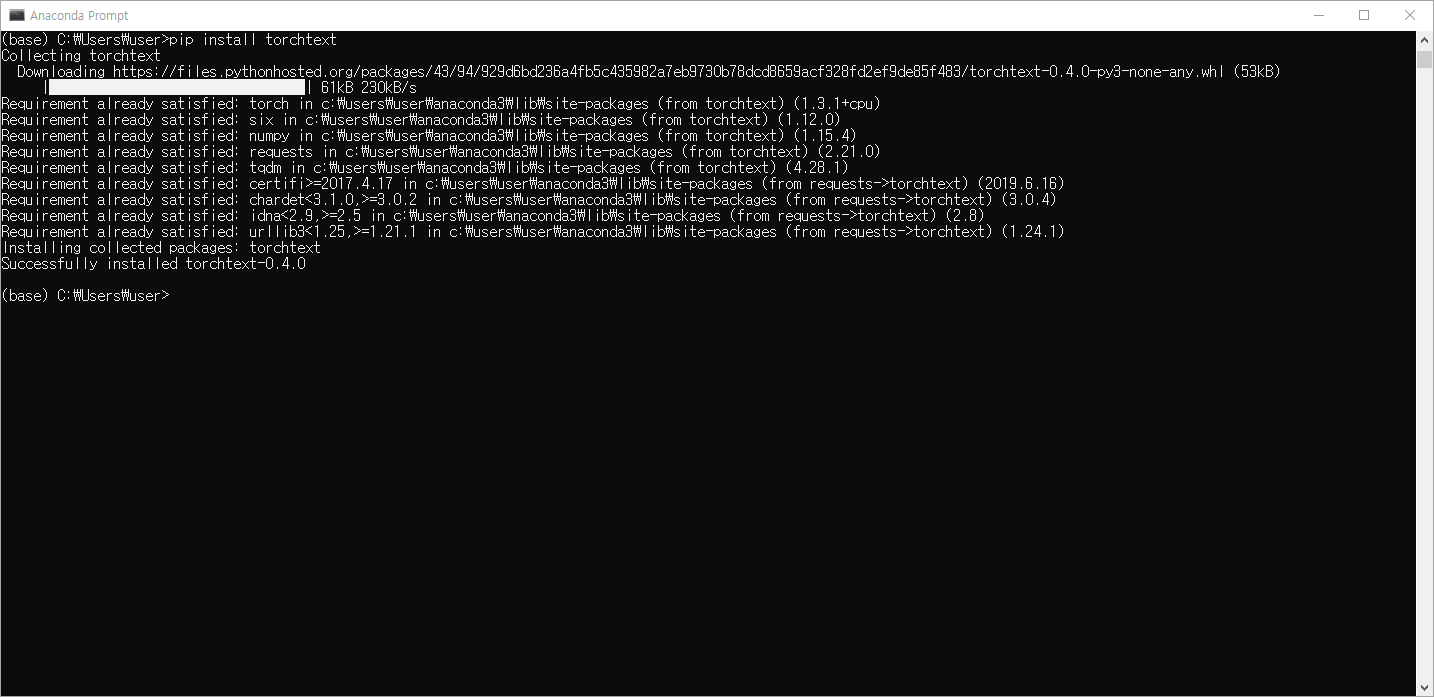 Anaconda Prompt
(base) C:₩Users₩user>pip install torchtext
Collecting torchtext
  Downloading https://files.pythonhosted.org/packages/43/94/929d6bd236a4fb5c435982a7eb9730b78dcd8659acf328fd2ef9de85f483/torchtext-0.4.0-py3-none-any.whl (53kB)
     |                                | 61kB 230kB/s
Requirement already satisfied: torch in c:₩users₩user₩anaconda3₩lib₩site-packages (from torchtext) (1.3.1+cpu)
Requirement already satisfied: six in c:₩users₩user₩anaconda3₩lib₩site-packages (from torchtext) (1.12.0)
Requirement already satisfied: numpy in c:₩users₩user₩anaconda3₩lib₩site-packages (from torchtext) (1.15.4)
Requirement already satisfied: requests in c:₩users₩user₩anaconda3₩lib₩site-packages (from torchtext) (2.21.0)
Requirement already satisfied: tqdm in c:₩users₩user₩anaconda3₩lib₩site-packages (from torchtext) (4.28.1)
Requirement already satisfied: certifi>=2017.4.17 in c:₩users₩user₩anaconda3₩lib₩site-packages (from requests->torchtext) (2019.6.16)
Requirement already satisfied: chardet<3.1.0,>=3.0.2 in c:₩users₩user₩anaconda3₩lib₩site-packages (from requests->torchtext) (3.0.4)
Requirement already satisfied: idna<2.9,>=2.5 in c:₩users₩user₩anaconda3₩lib₩site-packages (from requests->torchtext) (2.8)
Requirement already satisfied: urllib3<1.25,>=1.21.1 in c:₩users₩user₩anaconda3₩lib₩site-packages (from requests->torchtext) (1.24.1)
Installing collected packages: torchtext
Successfully installed torchtext-0.4.0
(base) C:₩Users₩user>